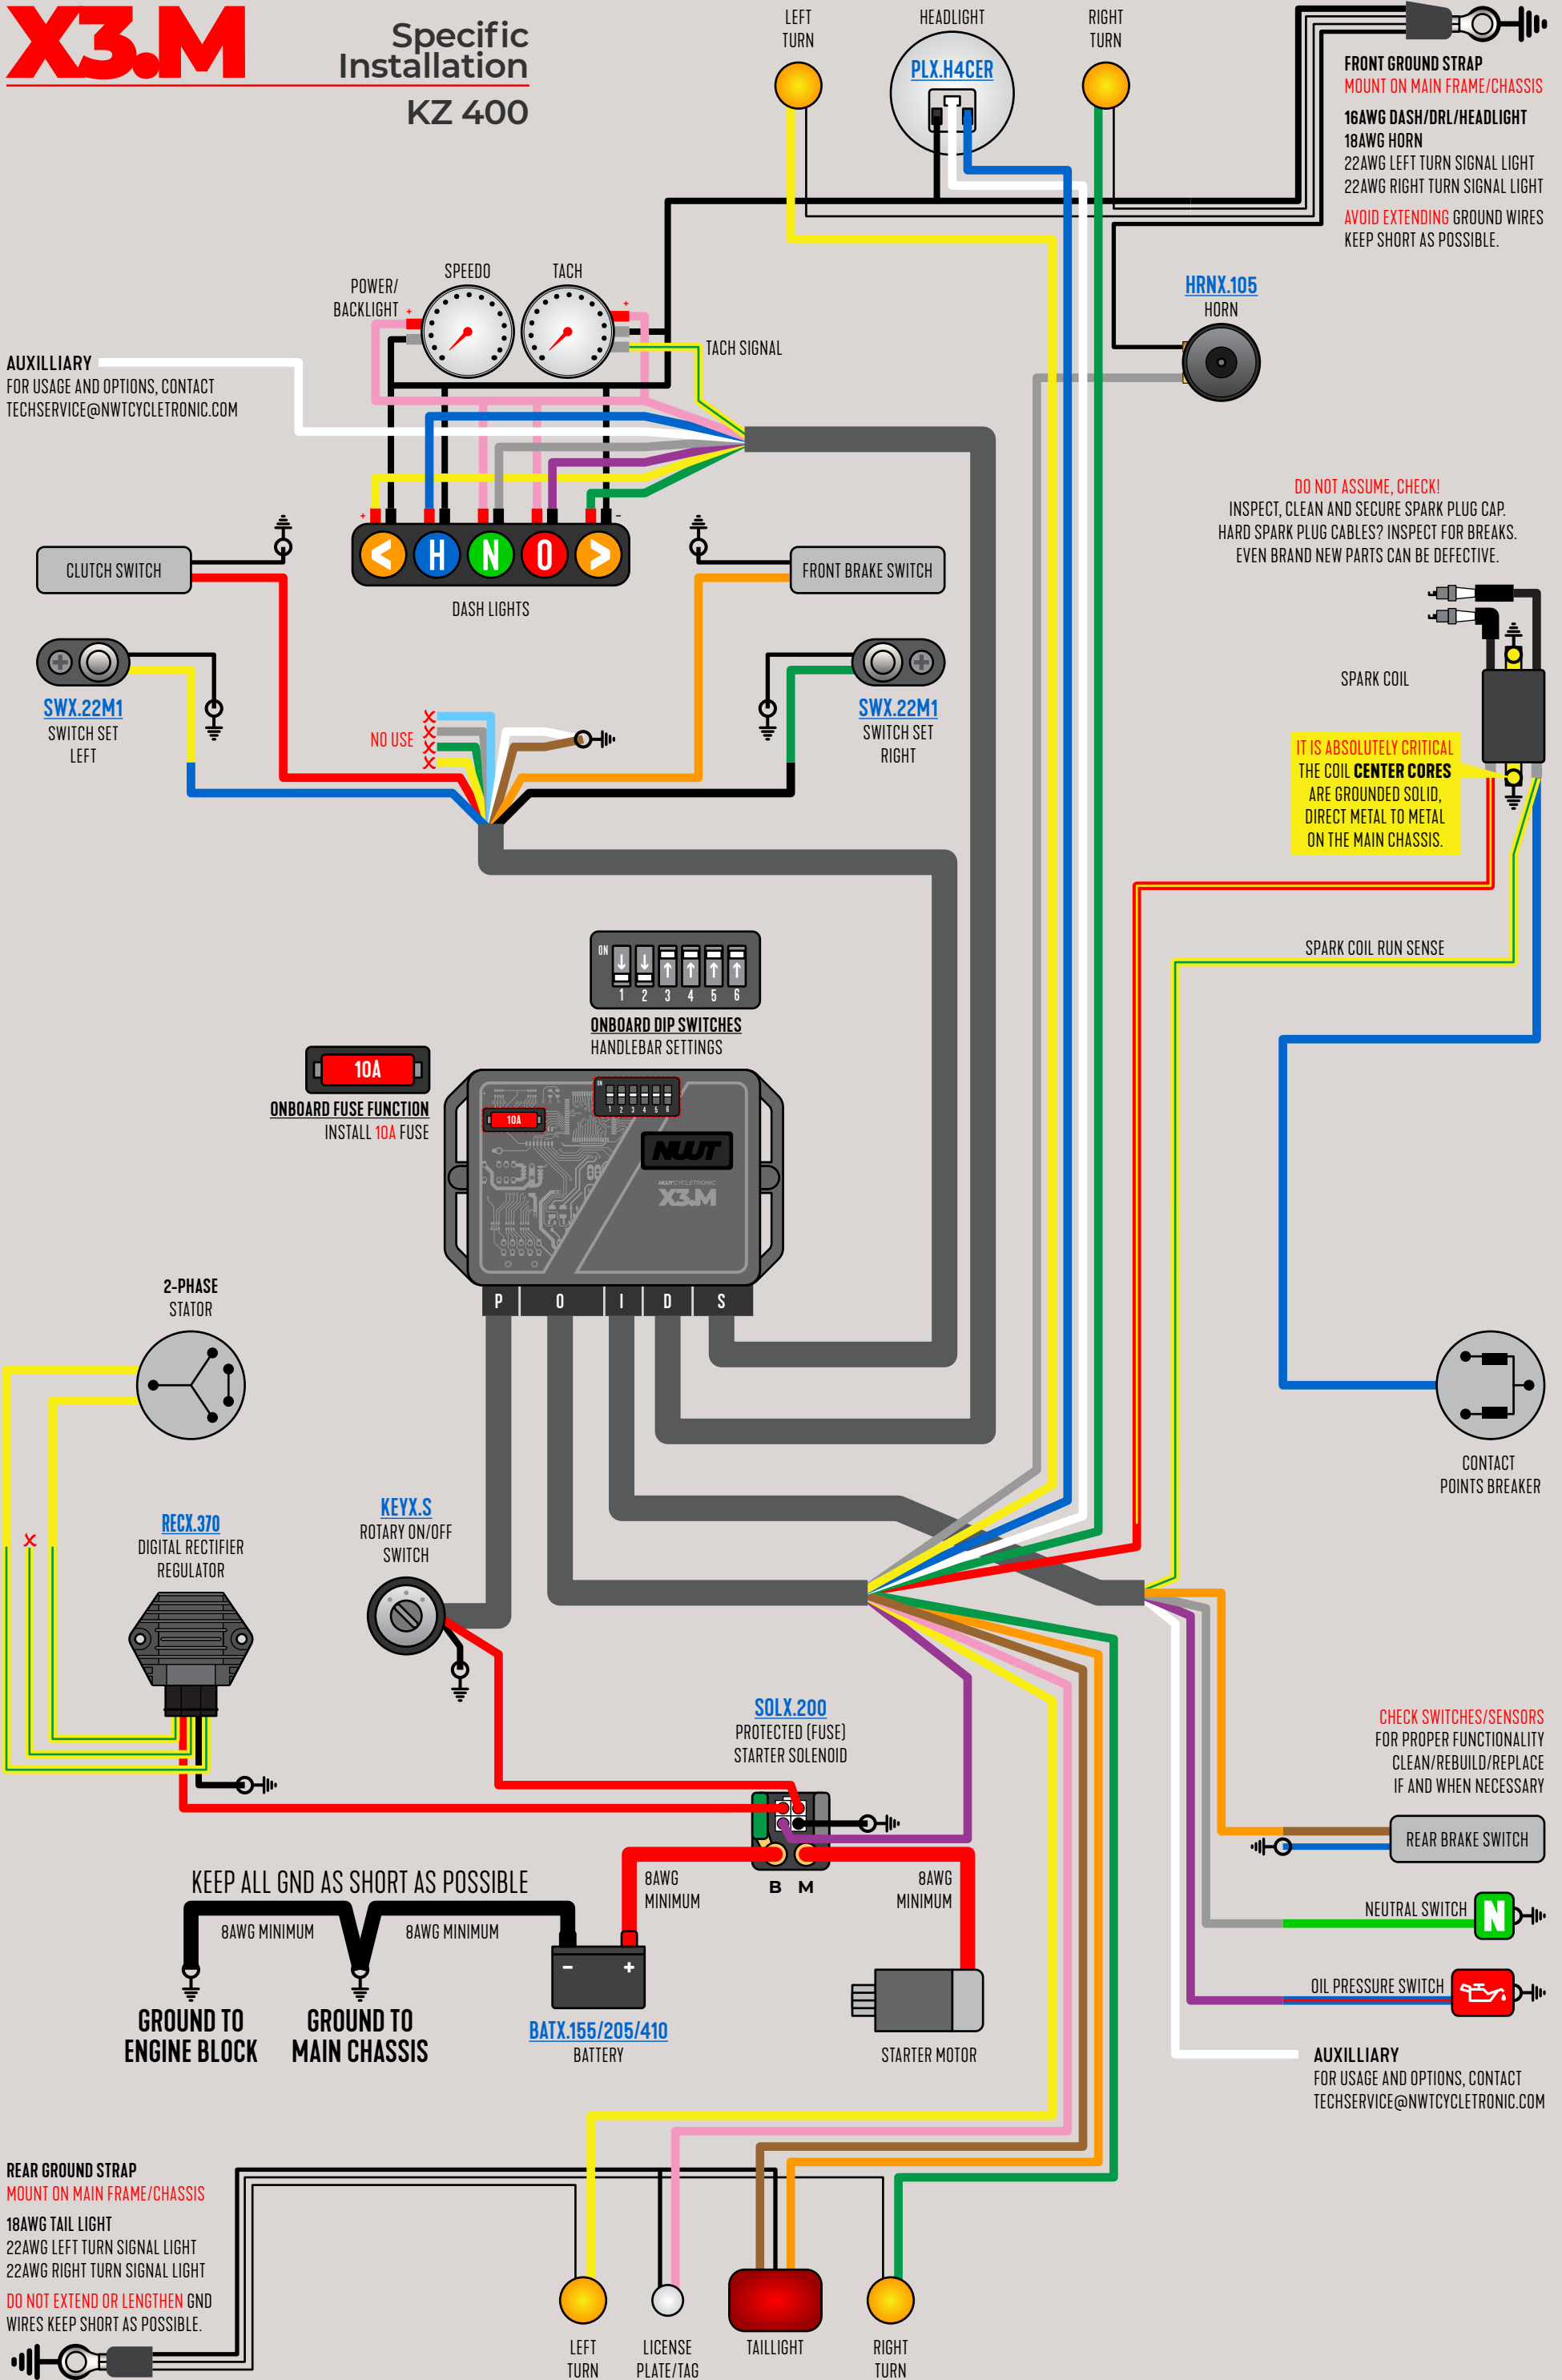 X3.M
Specific
Installation
KZ 400
LEFT
TURN
HEADLIGHT
PLX.H4CER
RIGHT
TURN
FRONT GROUND STRAP
MOUNT ON MAIN FRAME/CHASSIS
16AWG DASH/DRL/HEADLIGHT
18AWG HORN
22AWG LEFT TURN SIGNAL LIGHT
22AWG RIGHT TURN SIGNAL LIGHT
AVOID EXTENDING GROUND WIRES
KEEP SHORT AS POSSIBLE.
HRNX.105
HORN
SPEEDO
TACH
POWER/
BACKLIGHT
+
+
TACH SIGNAL
AUXILLIARY
FOR USAGE AND OPTIONS, CONTACT
TECHSERVICE@NWTCYCLETRONIC.COM
+
-
< H N O >
DASH LIGHTS
CLUTCH SWITCH
FRONT BRAKE SWITCH
SWX.22M1
SWITCH SET
LEFT
SWX.22M1
SWITCH SET
RIGHT
NO USE
X
X
X
X
DO NOT ASSUME, CHECK!
INSPECT, CLEAN AND SECURE SPARK PLUG CAP.
HARD SPARK PLUG CABLES? INSPECT FOR BREAKS.
EVEN BRAND NEW PARTS CAN BE DEFECTIVE.
SPARK COIL
IT IS ABSOLUTELY CRITICAL
THE COIL CENTER CORES
ARE GROUNDED SOLID,
DIRECT METAL TO METAL
ON THE MAIN CHASSIS.
SPARK COIL RUN SENSE
ON
1 2 3 4 5 6
ONBOARD DIP SWITCHES
HANDLEBAR SETTINGS
10A
ONBOARD FUSE FUNCTION
INSTALL 10A FUSE
ON
1 2 3 4 5 6
10A
NWT
NWTCYCLETRONIC
X3.M
P O I D S
2-PHASE
STATOR
CONTACT
POINTS BREAKER
X
RECX.370
DIGITAL RECTIFIER
REGULATOR
KEYX.S
ROTARY ON/OFF
SWITCH
SOLX.200
PROTECTED (FUSE)
STARTER SOLENOID
B M
8AWG
MINIMUM
8AWG
MINIMUM
CHECK SWITCHES/SENSORS
FOR PROPER FUNCTIONALITY
CLEAN/REBUILD/REPLACE
IF AND WHEN NECESSARY
REAR BRAKE SWITCH
NEUTRAL SWITCH
N
OIL PRESSURE SWITCH
AUXILLIARY
FOR USAGE AND OPTIONS, CONTACT
TECHSERVICE@NWTCYCLETRONIC.COM
KEEP ALL GND AS SHORT AS POSSIBLE
8AWG MINIMUM
8AWG MINIMUM
GROUND TO
ENGINE BLOCK
GROUND TO
MAIN CHASSIS
- +
BATX.155/205/410
BATTERY
STARTER MOTOR
REAR GROUND STRAP
MOUNT ON MAIN FRAME/CHASSIS
18AWG TAIL LIGHT
22AWG LEFT TURN SIGNAL LIGHT
22AWG RIGHT TURN SIGNAL LIGHT
DO NOT EXTEND OR LENGTHEN GND
WIRES KEEP SHORT AS POSSIBLE.
LEFT
TURN
LICENSE
PLATE/TAG
TAILLIGHT
RIGHT
TURN